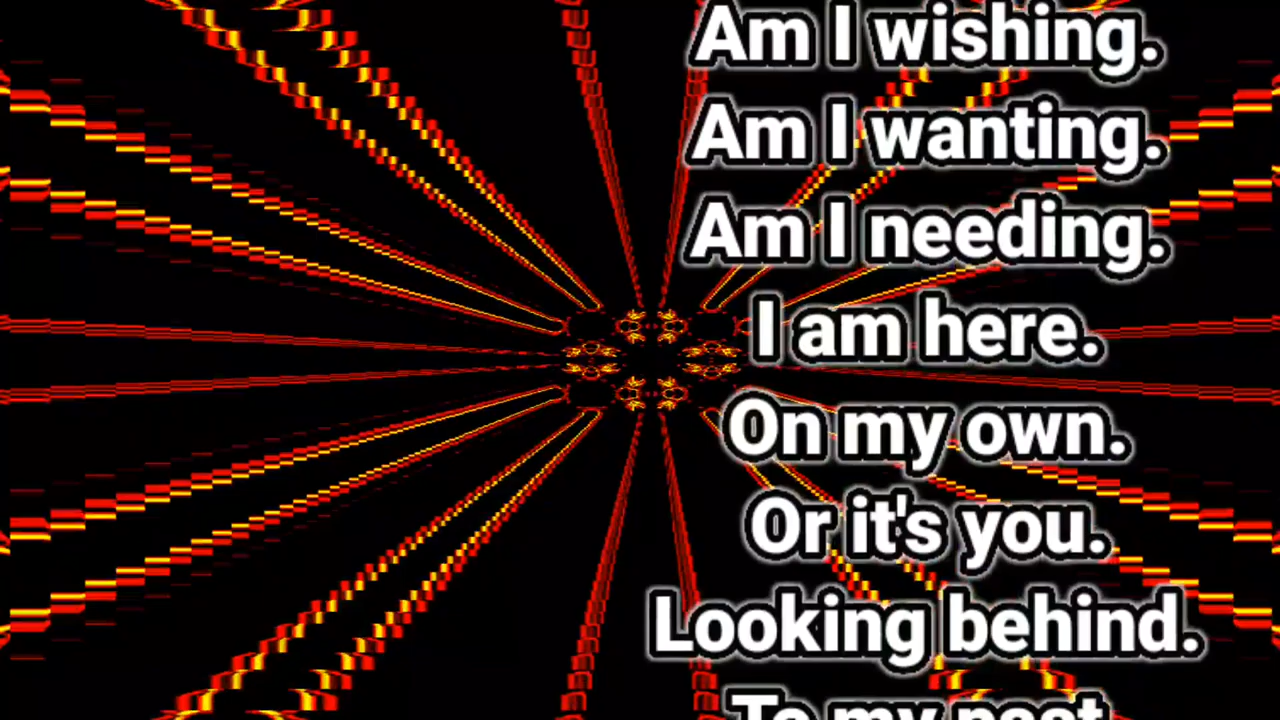 Am I wishing.
Am I wanting.
Am I needing.
I am here.
On my own.
Or it's you.
Looking behind.
To my past